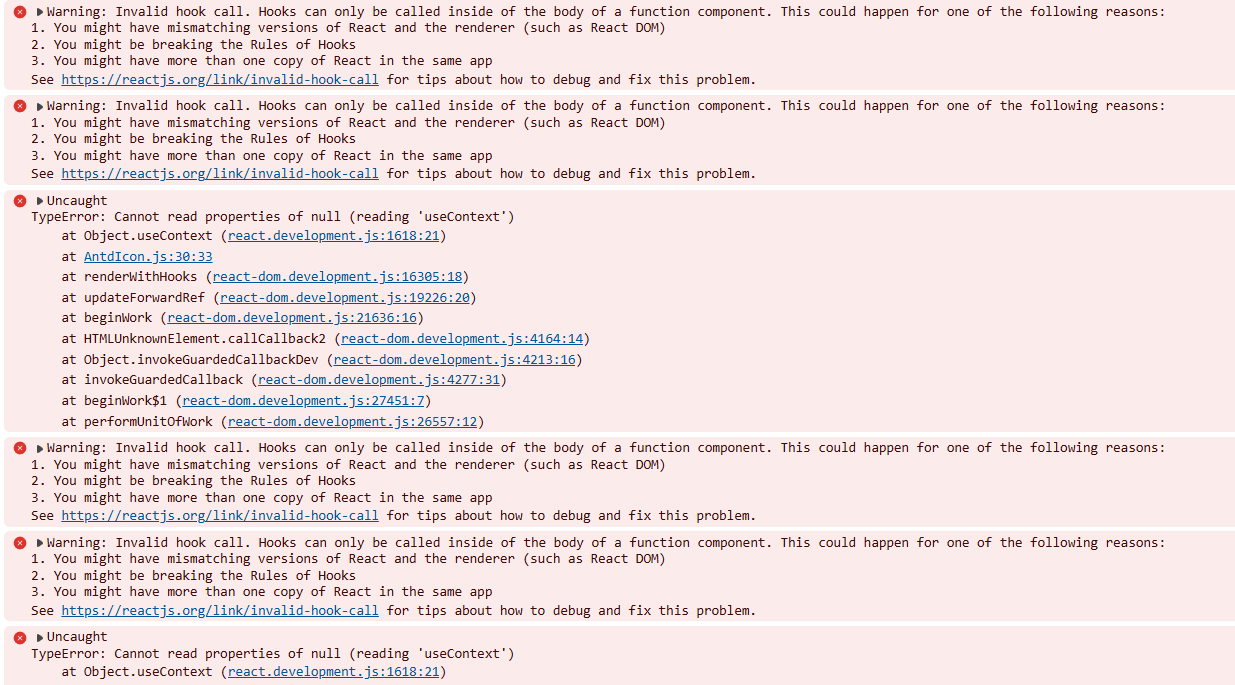 Warning: Invalid hook call. Hooks can only be called inside of the body of a function component. This could happen for one of the following reasons:
1. You might have mismatching versions of React and the renderer (such as React DOM)
2. You might be breaking the Rules of Hooks
3. You might have more than one copy of React in the same app
See https://reactjs.org/link/invalid-hook-call for tips about how to debug and fix this problem.
Warning: Invalid hook call. Hooks can only be called inside of the body of a function component. This could happen for one of the following reasons:
1. You might have mismatching versions of React and the renderer (such as React DOM)
2. You might be breaking the Rules of Hooks
3. You might have more than one copy of React in the same app
See https://reactjs.org/link/invalid-hook-call for tips about how to debug and fix this problem.
Uncaught
TypeError: Cannot read properties of null (reading 'useContext')
at Object.useContext (react.development.js:1618:21)
at AntdIcon.js:30:33
at renderWithHooks (react-dom.development.js:16305:18)
at updateForwardRef (react-dom.development.js:19226:20)
at beginWork (react-dom.development.js:21636:16)
at HTMLUnknownElement.callCallback2 (react-dom.development.js:4164:14)
at Object.invokeGuardedCallbackDev (react-dom.development.js:4213:16)
at invokeGuardedCallback (react-dom.development.js:4277:31)
at beginWork$1 (react-dom.development.js:27451:7)
at performUnitOfWork (react-dom.development.js:26557:12)
Warning: Invalid hook call. Hooks can only be called inside of the body of a function component. This could happen for one of the following reasons:
1. You might have mismatching versions of React and the renderer (such as React DOM)
2. You might be breaking the Rules of Hooks
3. You might have more than one copy of React in the same app
See https://reactjs.org/link/invalid-hook-call for tips about how to debug and fix this problem.
Warning: Invalid hook call. Hooks can only be called inside of the body of a function component. This could happen for one of the following reasons:
1. You might have mismatching versions of React and the renderer (such as React DOM)
2. You might be breaking the Rules of Hooks
3. You might have more than one copy of React in the same app
See https://reactjs.org/link/invalid-hook-call for tips about how to debug and fix this problem.
Uncaught
TypeError: Cannot read properties of null (reading 'useContext')
at Object.useContext (react.development.js:1618:21)